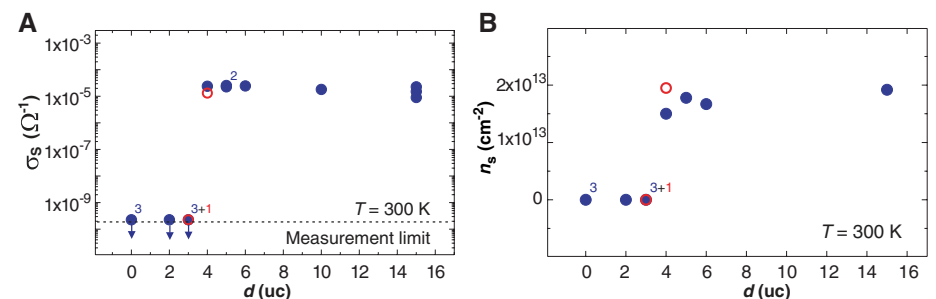 A
B
σS (Ω-1)
1x10-3
1x10-5
1x10-7
1x10-9
2
3
3+1
T = 300 K
Measurement limit
0 2 4 6 8 10 12 14 16
d (uc)
ns (cm-2)
2x1013
1x1013
0
3
3+1
T = 300 K
0 2 4 6 8 10 12 14 16
d (uc)